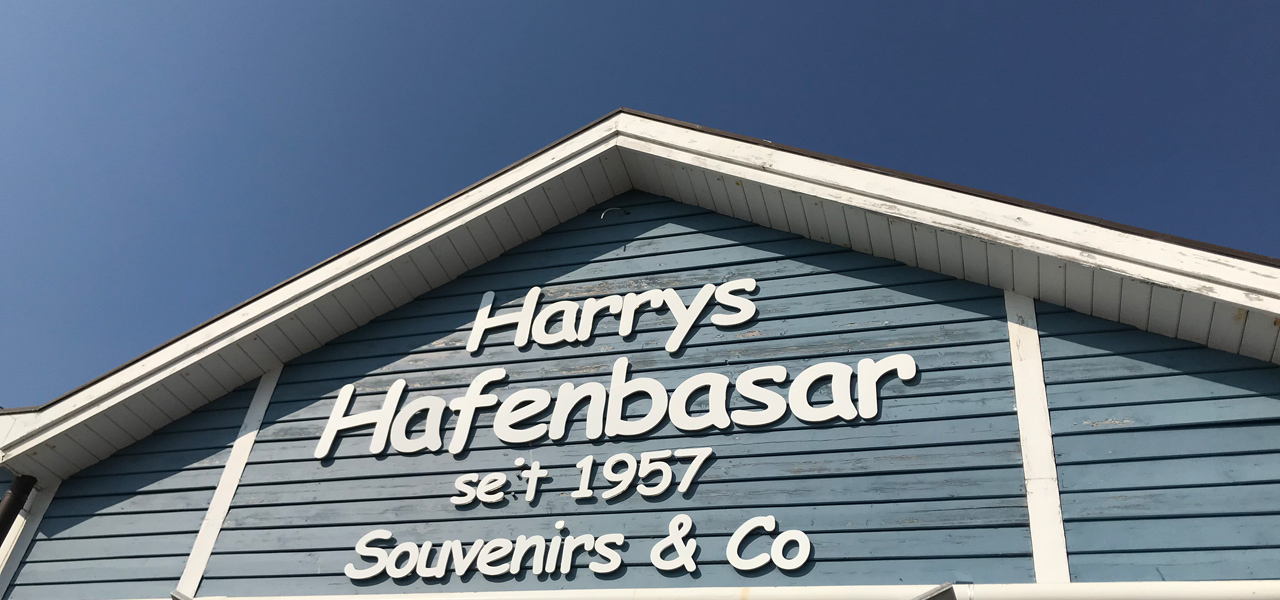 Harrys
Hafenbasar
seit 1957
Souvenirs & Co